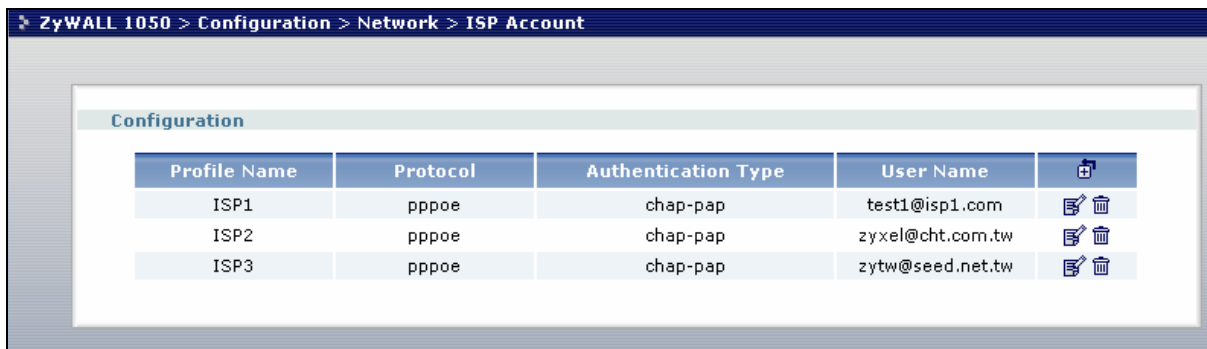 ZyWALL 1050 > Configuration > Network > ISP Account
Configuration
Profile Name Protocol Authentication Type User Name
ISP1 pppoe chap-pap test1@isp1.com
ISP2 pppoe chap-pap zyxel@cht.com.tw
ISP3 pppoe chap-pap zytw@seed.net.tw